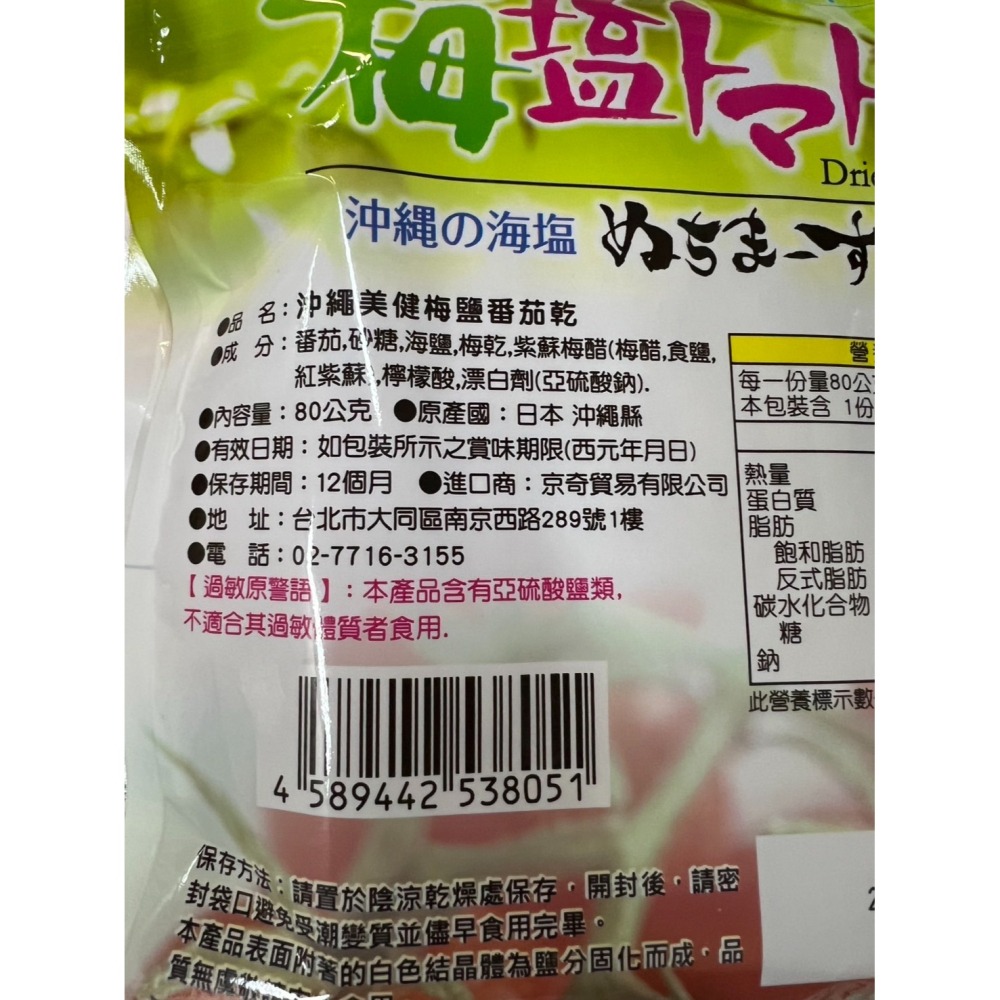 梅塩トマト
Drie
沖縄の海塩 ぬちまーす
●品 名：沖繩美健梅鹽番茄乾
●成 分：番茄,砂糖,海鹽,梅乾,紫蘇梅醋(梅醋,食鹽,
紅紫蘇),檸檬酸,漂白劑(亞硫酸鈉).
●內容量：80公克 ●原產國：日本 沖繩縣
●有效日期：如包裝所示之賞味期限(西元年月日)
●保存期間：12個月 ●進口商：京奇貿易有限公司
●地 址：台北市大同區南京西路289號1樓
●電 話：02-7716-3155
【過敏原警語】：本產品含有亞硫酸鹽類,
不適合其過敏體質者食用.
營
每一份量80公
本包裝含 1份
熱量
蛋白質
脂肪
飽和脂肪
反式脂肪
碳水化合物
糖
鈉
此營養標示數
4 589442 538051
保存方法：請置於陰涼乾燥處保存，開封後，請密
封袋口避免受潮變質並儘早食用完畢。
本產品表面附著的白色結晶體為鹽分固化而成，品
質無虞